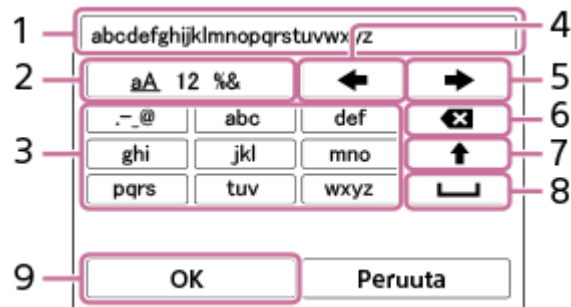 1 abcdefghijklmnopqrstuvwxyz 4
2 aA 12 %& 5
.-_@ abc def 6
3 ghi jkl mno 7
pqrs tuv wxyz 8
9 OK Peruuta